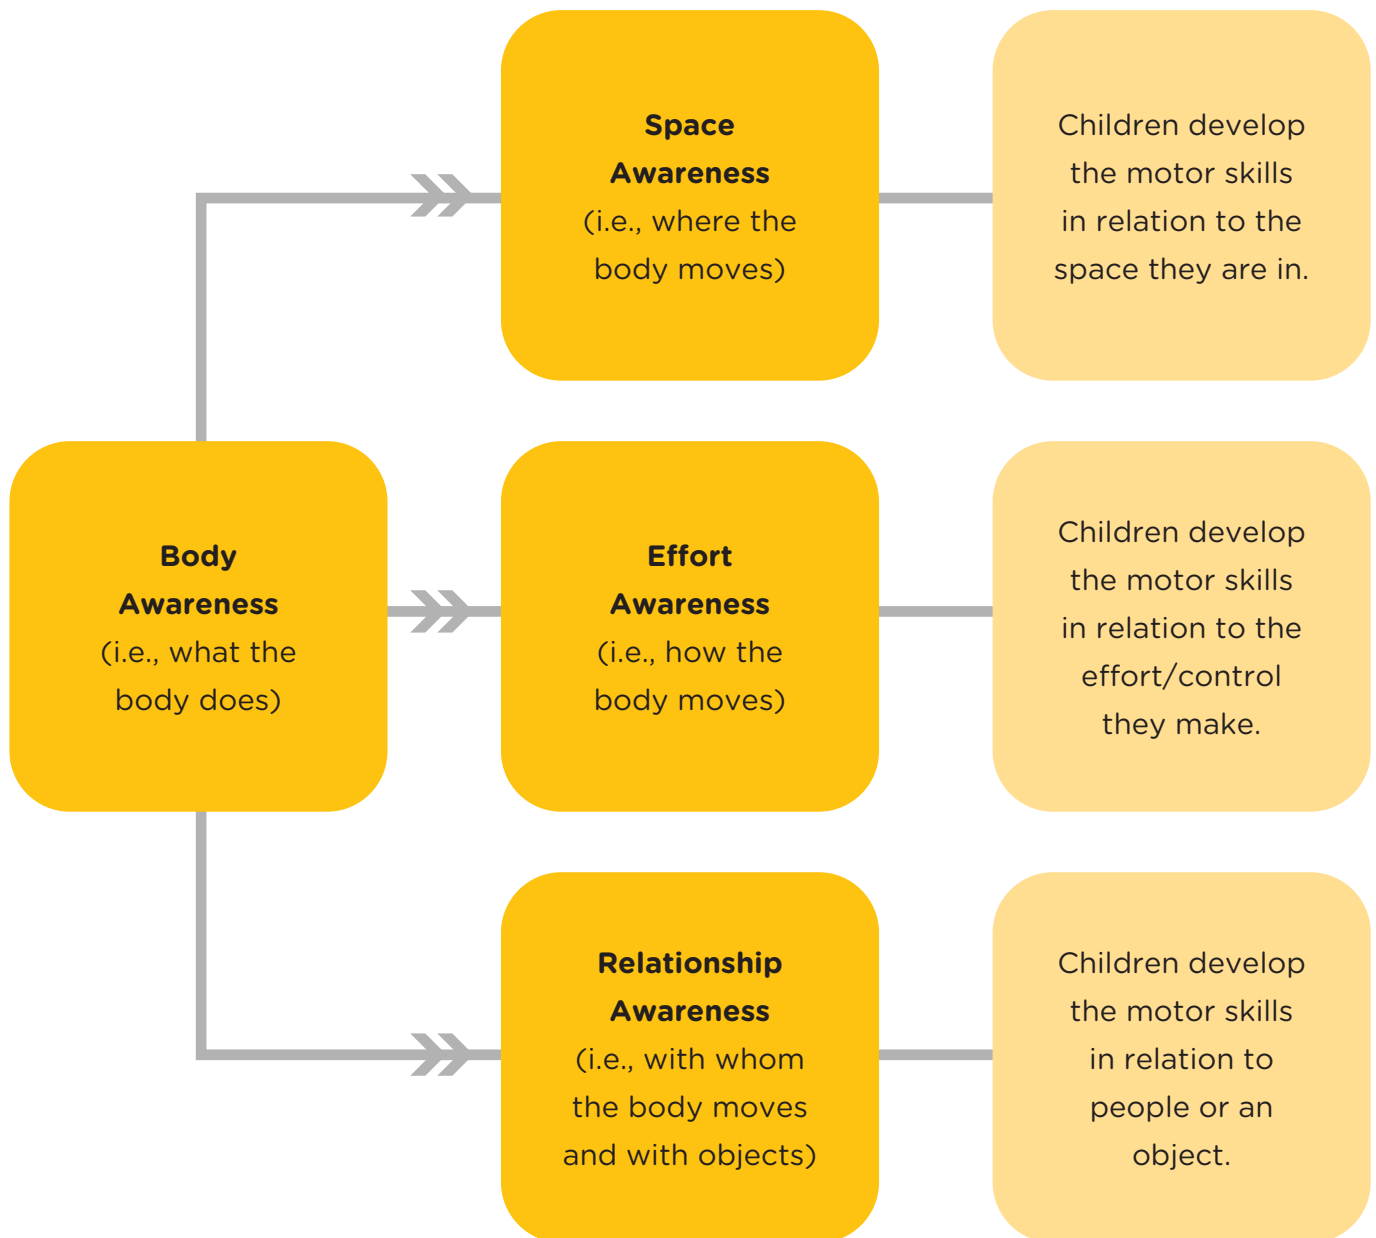 Space
Awareness
(i.e., where the
body moves)
Children develop
the motor skills
in relation to the
space they are in.
Body
Awareness
(i.e., what the
body does)
Effort
Awareness
(i.e., how the
body moves)
Children develop
the motor skills
in relation to the
effort/control
they make.
Relationship
Awareness
(i.e., with whom
the body moves
and with objects)
Children develop
the motor skills
in relation to
people or an
object.